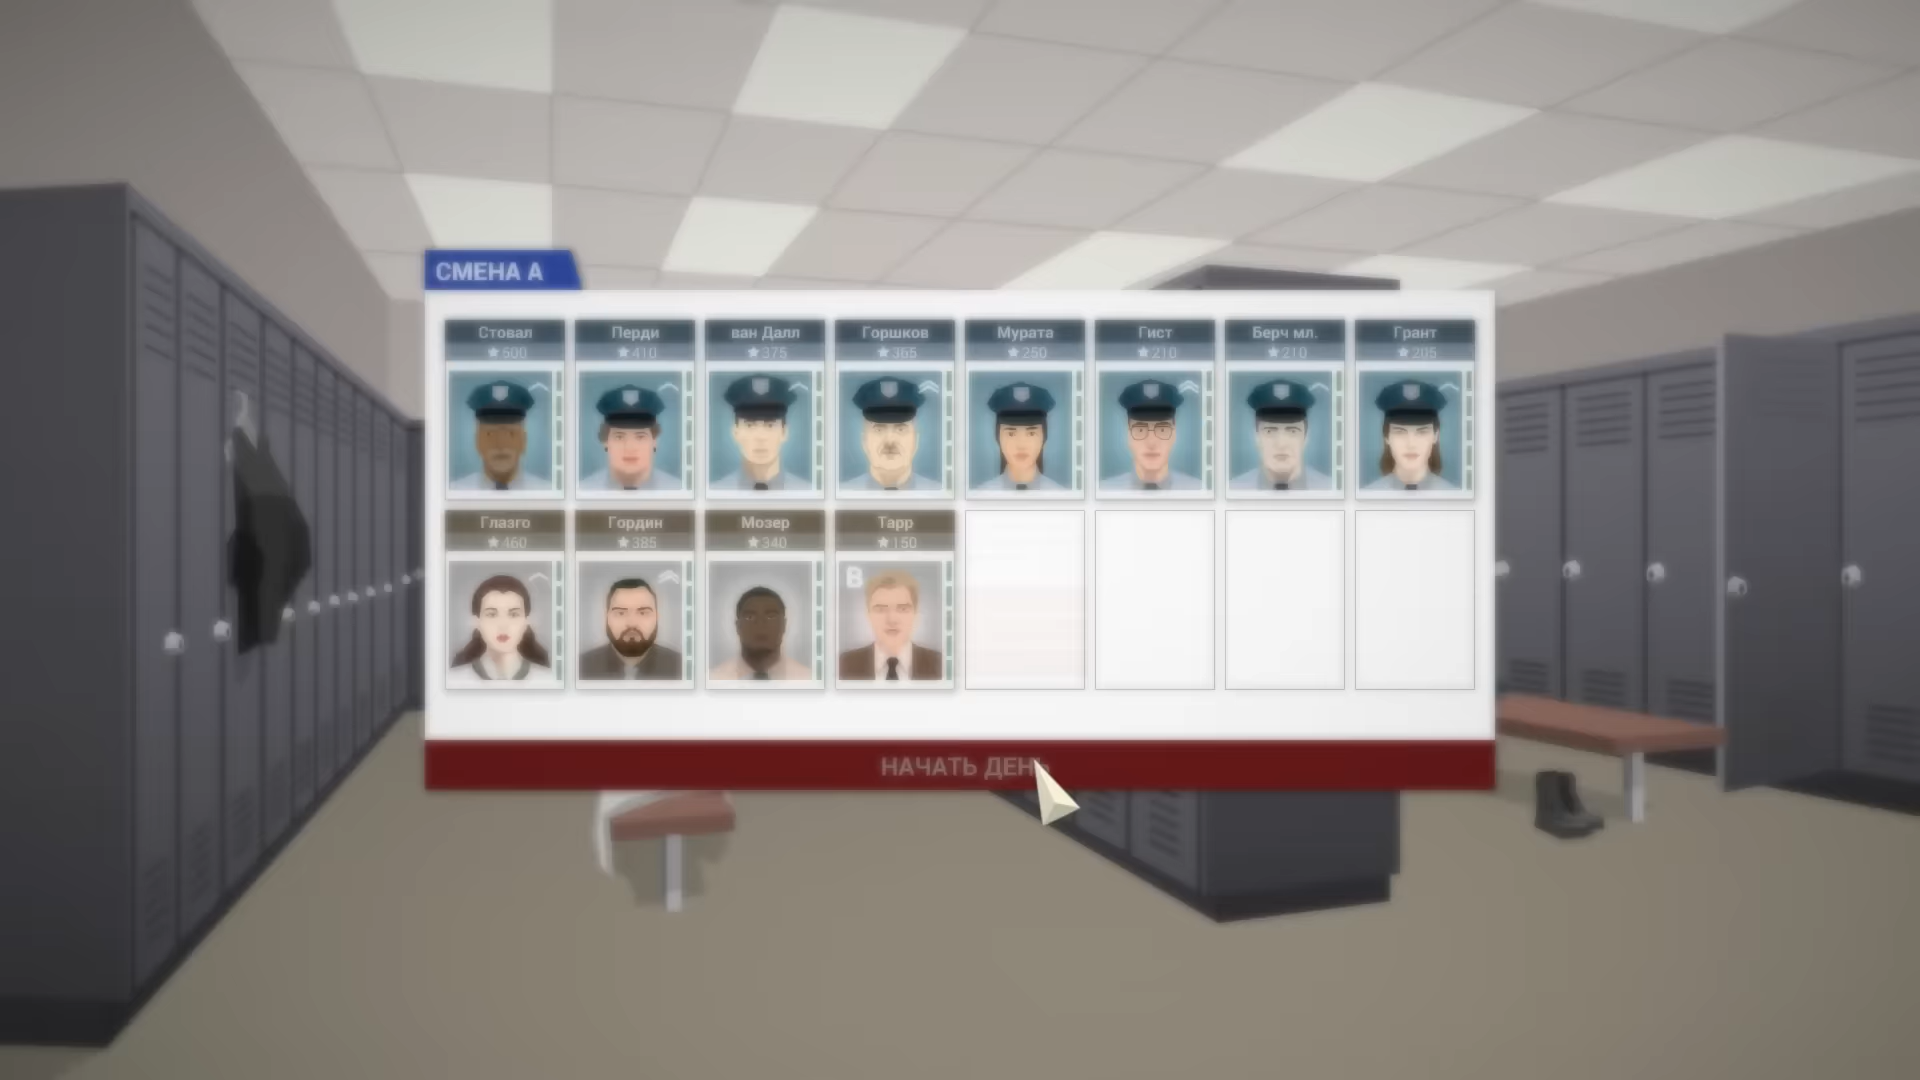 СМЕНА А
Стовал
★500
Перди
★410
ван Далл
★375
Горшков
★365
Мурата
★250
Гист
★210
Берч мл.
★210
Грант
★205
Глазго
★460
Гордин
★385
Мозер
★340
Тарр
★150
B
НАЧАТЬ ДЕНЬ